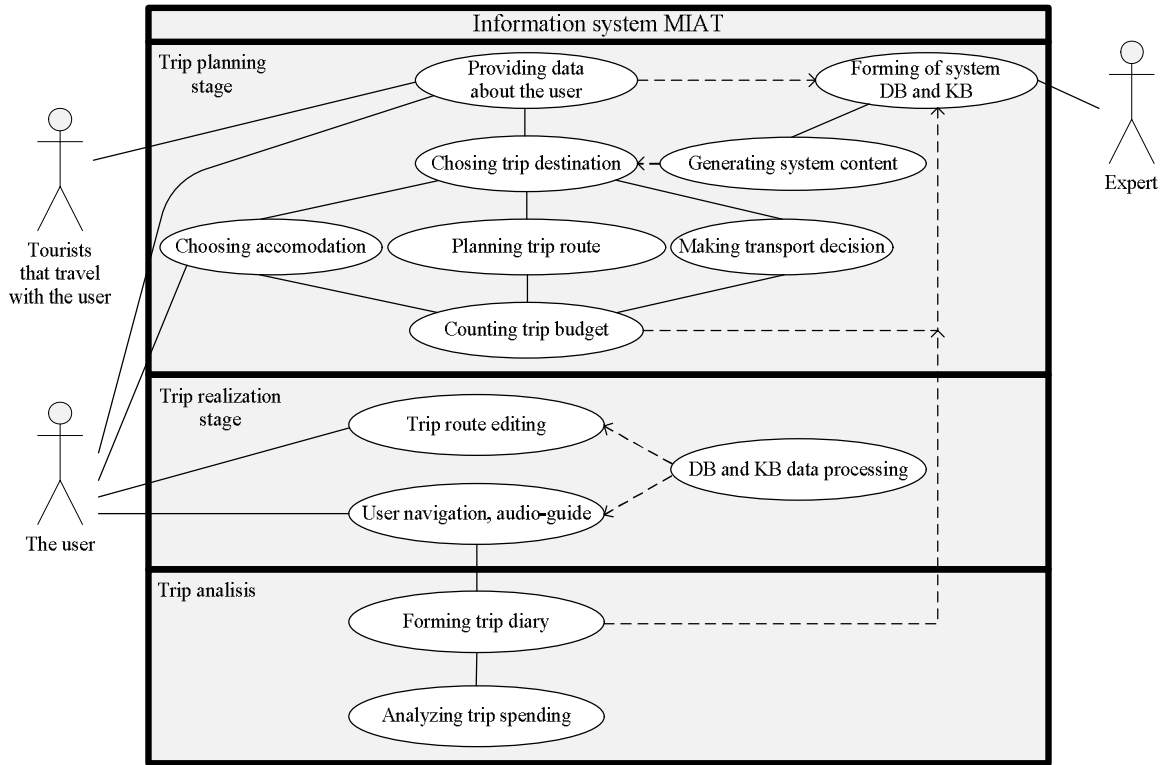 Information system MIAT
Trip planning
stage
Providing data
about the user
Forming of system
DB and KB
Chosing trip destination
Generating system content
Expert
Tourists
that travel
with the user
Choosing accomodation
Planning trip route
Making transport decision
Counting trip budget
Trip realization
stage
Trip route editing
DB and KB data processing
User navigation, audio-guide
The user
Trip analisis
Forming trip diary
Analyzing trip spending